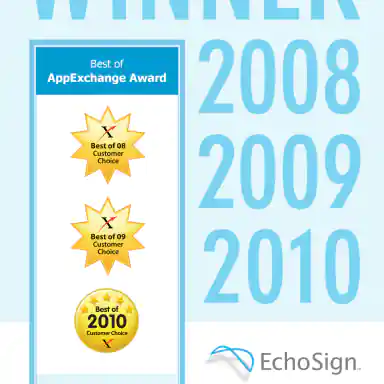 WINNER
Best of
AppExchange Award
2008
2009
2010
X
Best of 08
Customer
Choice
X
Best of 09
Customer
Choice
Best of
2010
Customer Choice
X
EchoSign